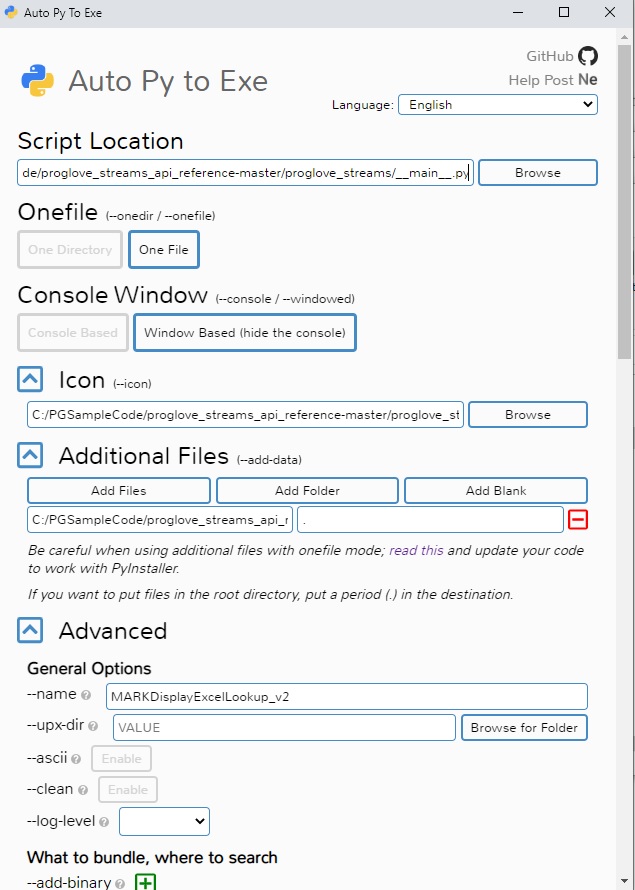 Auto Py To Exe
GitHub
Auto Py to Exe
Help Post Ne
Language: English
Script Location
de/proglove_streams_api_reference-master/proglove_streams/__main__.py Browse
Onefile (--onedir / --onefile)
One Directory One File
Console Window (--console / --windowed)
Console Based Window Based (hide the console)
Icon (--icon)
C:/PGSampleCode/proglove_streams_api_reference-master/proglove_st Browse
Additional Files (--add-data)
Add Files Add Folder Add Blank
C:/PGSampleCode/proglove_streams_api_r .
Be careful when using additional files with onefile mode; read this and update your code
to work with PyInstaller.
If you want to put files in the root directory, put a period (.) in the destination.
Advanced
General Options
--name ? MARKDisplayExcelLookup_v2
--upx-dir ? VALUE Browse for Folder
--ascii ? Enable
--clean ? Enable
--log-level ?
What to bundle, where to search
--add-binary ?